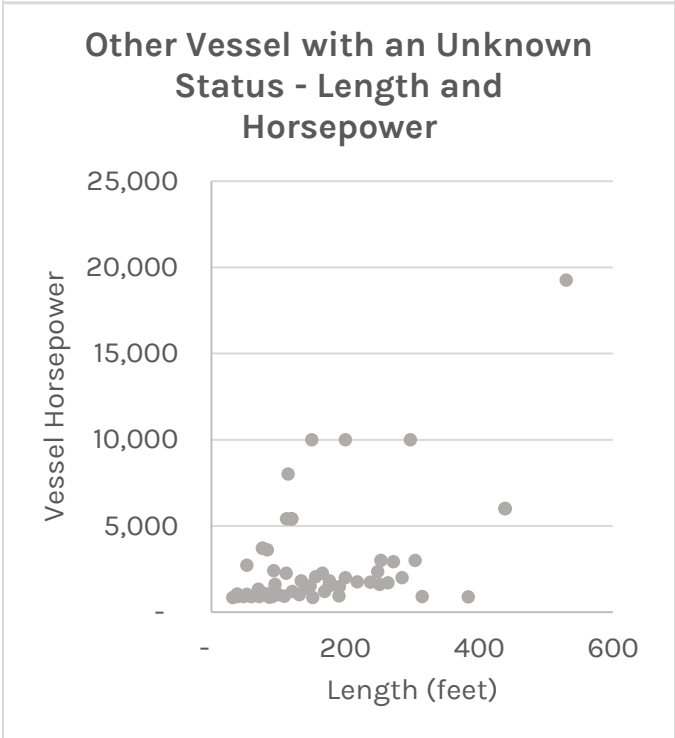 Other Vessel with an Unknown
Status - Length and
Horsepower
25,000
20,000
15,000
10,000
5,000
-
Vessel Horsepower
- 200 400 600
Length (feet)